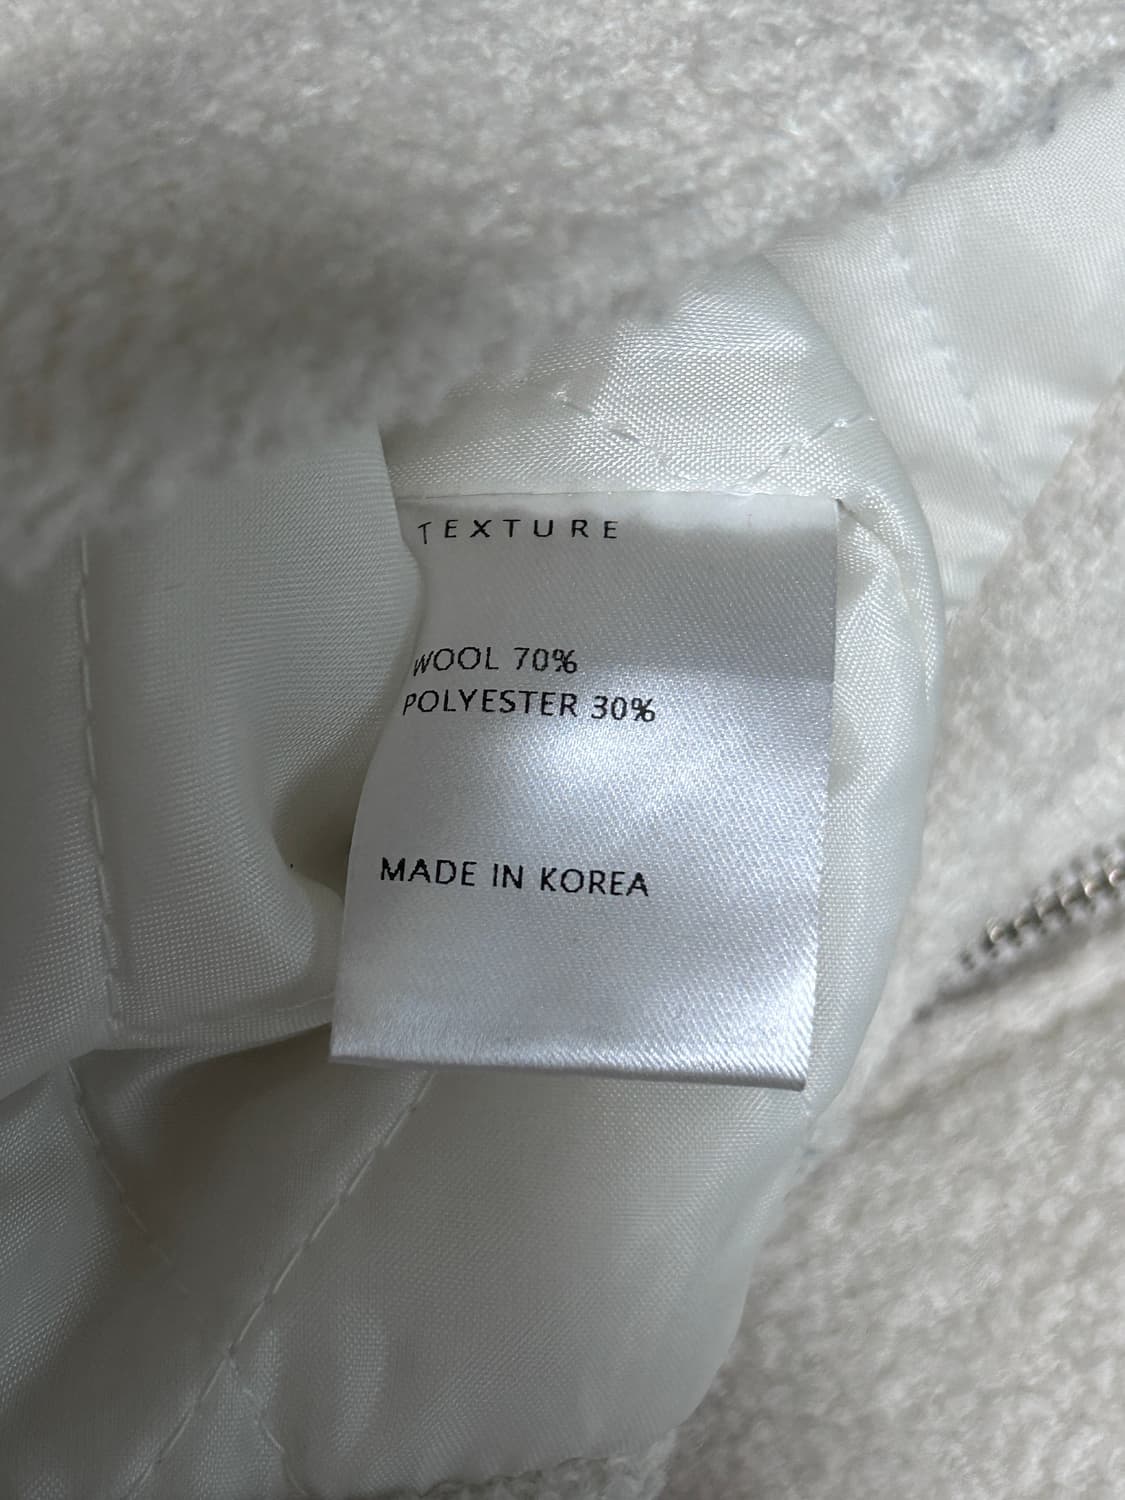 TEXTURE
WOOL 70%
POLYESTER 30%
MADE IN KOREA